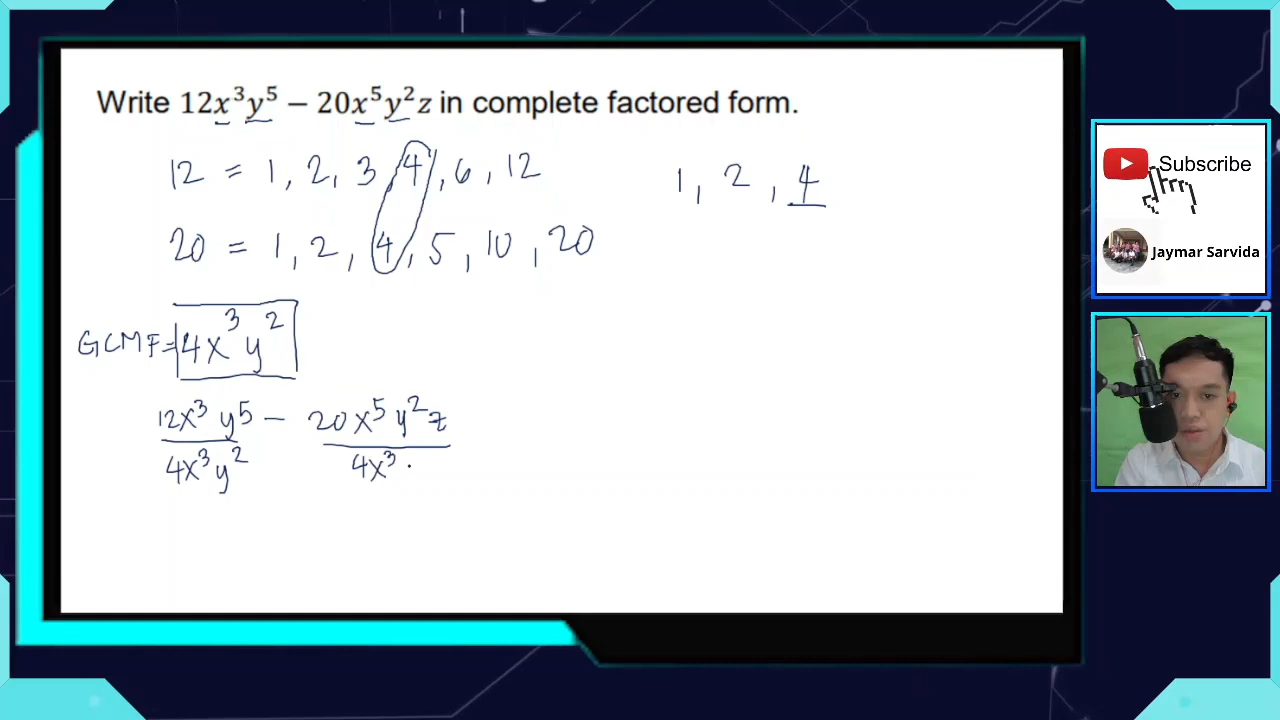 Write 12x³y⁵ − 20x⁵y²z in complete factored form.
12 = 1, 2, 3, 4, 6, 12
1, 2, 4
20 = 1, 2, 4, 5, 10, 20
GCMF = 4x³y²
12x³y⁵ − 20x⁵y²z
4x³y² 4x³
Subscribe
Jaymar Sarvida